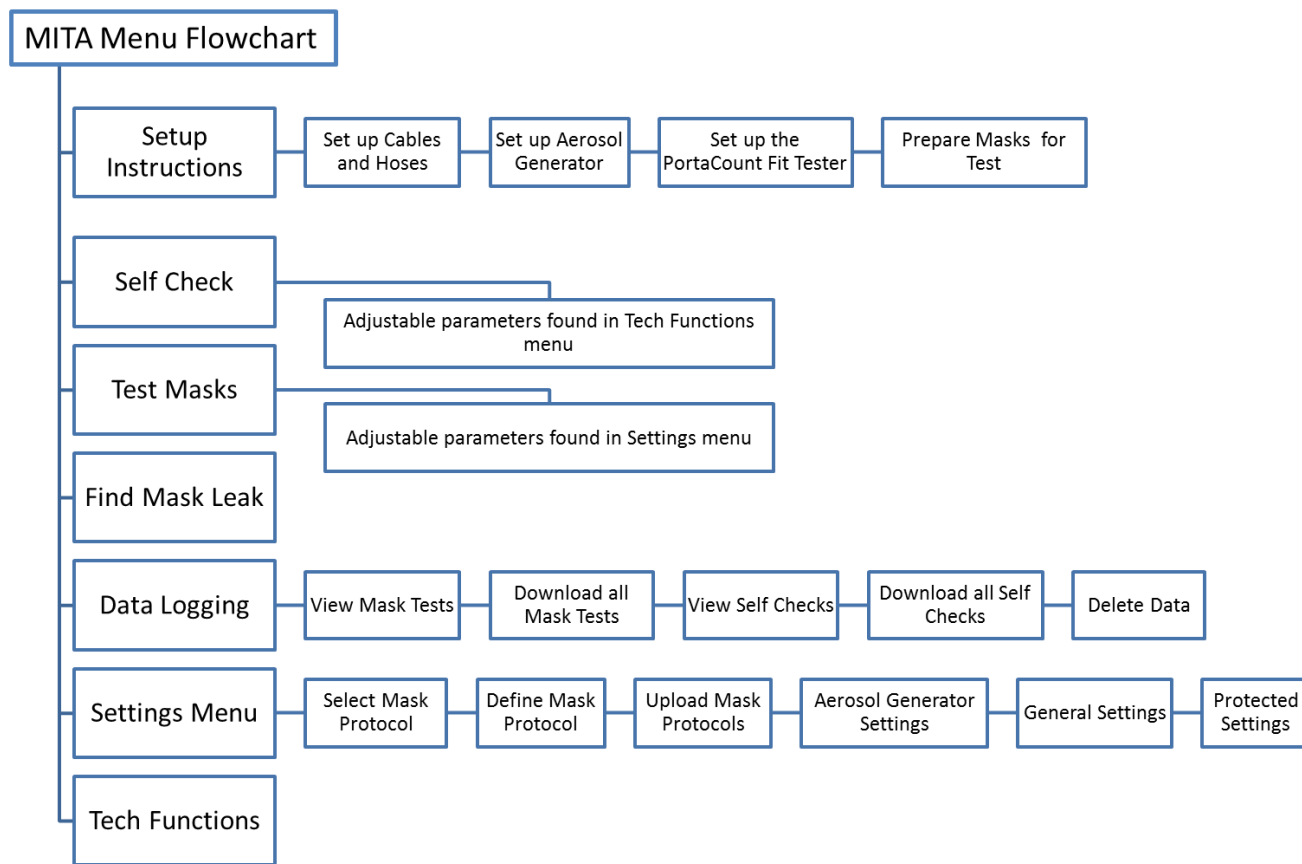 MITA Menu Flowchart
Setup
Instructions
Set up Cables
and Hoses
Set up Aerosol
Generator
Set up the
PortaCount Fit Tester
Prepare Masks for
Test
Self Check
Adjustable parameters found in Tech Functions
menu
Test Masks
Adjustable parameters found in Settings menu
Find Mask Leak
Data Logging
View Mask Tests
Download all
Mask Tests
View Self Checks
Download all Self
Checks
Delete Data
Settings Menu
Select Mask
Protocol
Define Mask
Protocol
Upload Mask
Protocols
Aerosol Generator
Settings
General Settings
Protected
Settings
Tech Functions